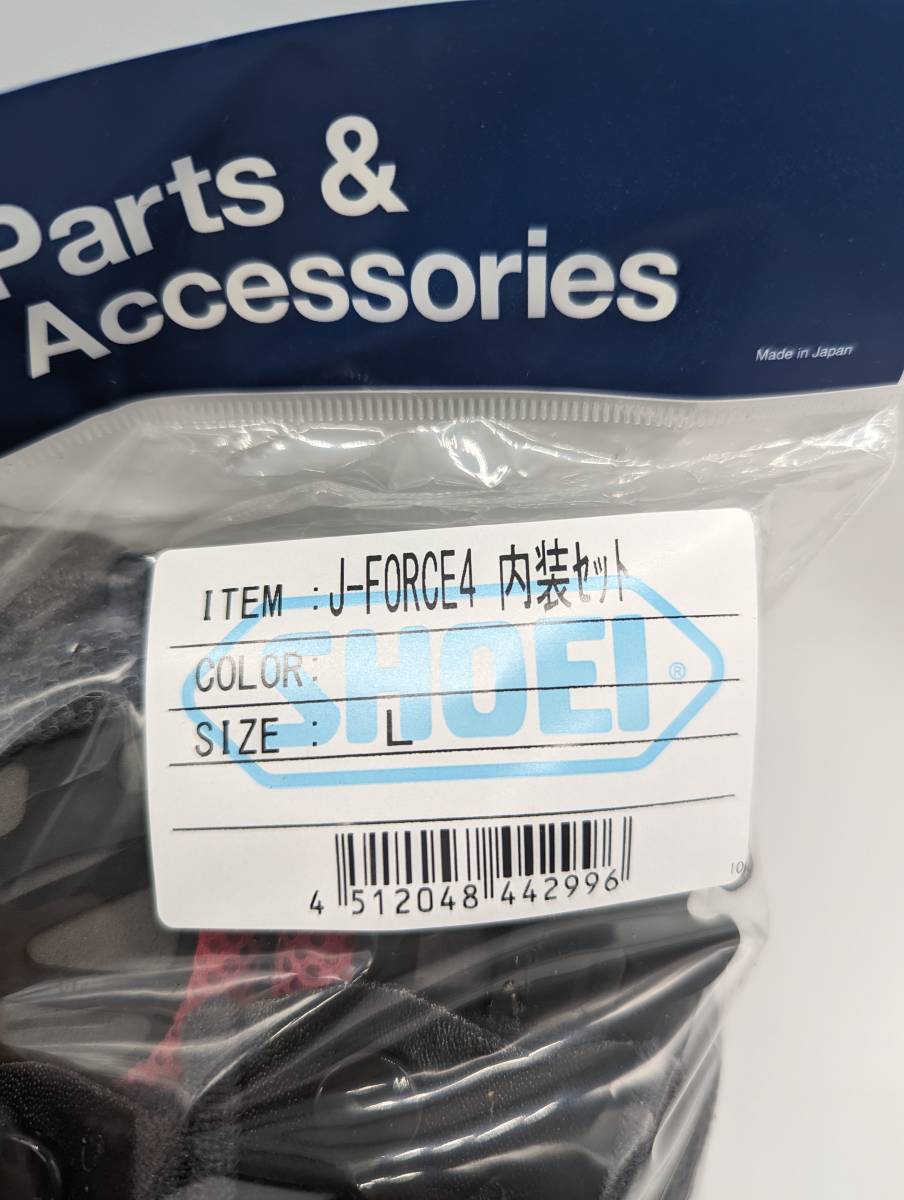 Parts &
Accessories
Made in Japan
ITEM : J-FORCE4 内装ｾｯﾄ
COLOR:
SHOEI ®
SIZE : L
4 512048 442996